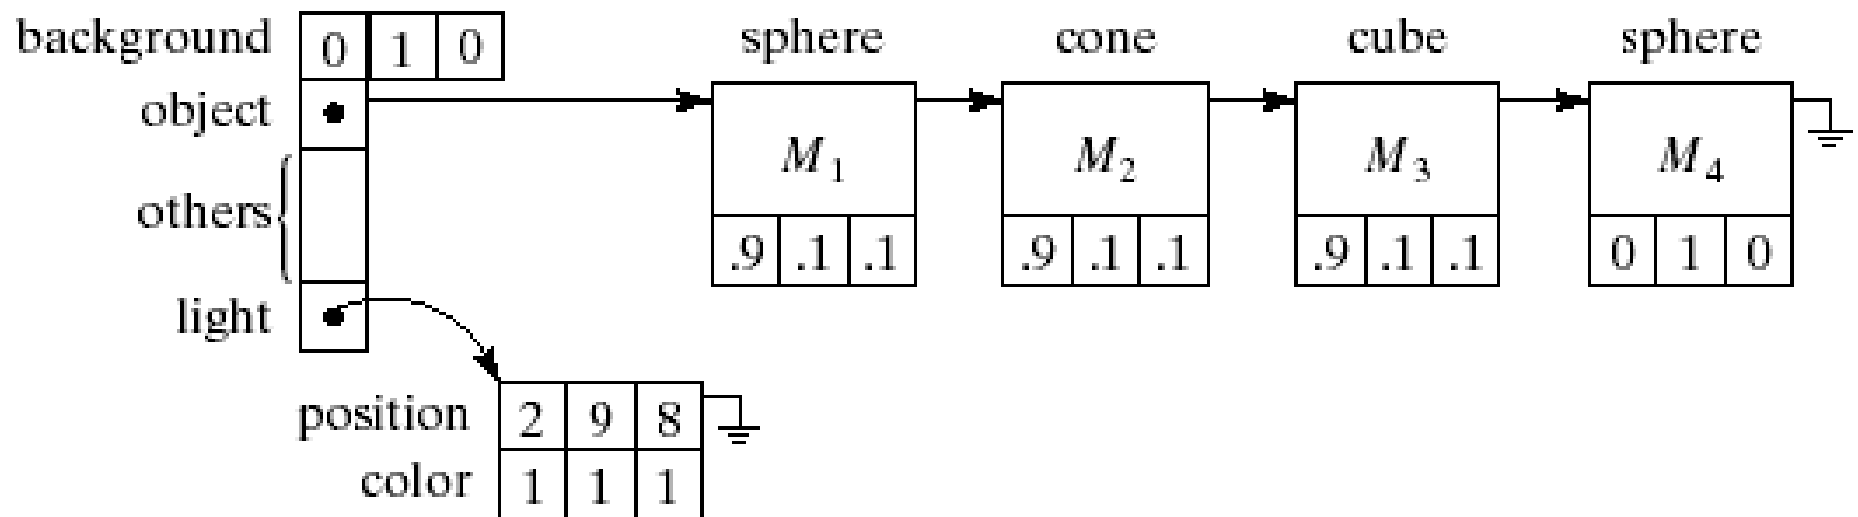 background 0 1 0 sphere cone cube sphere
object
M1 M2 M3 M4
others
.9 .1 .1 .9 .1 .1 .9 .1 .1 0 1 0
light
position 2 9 8
color 1 1 1